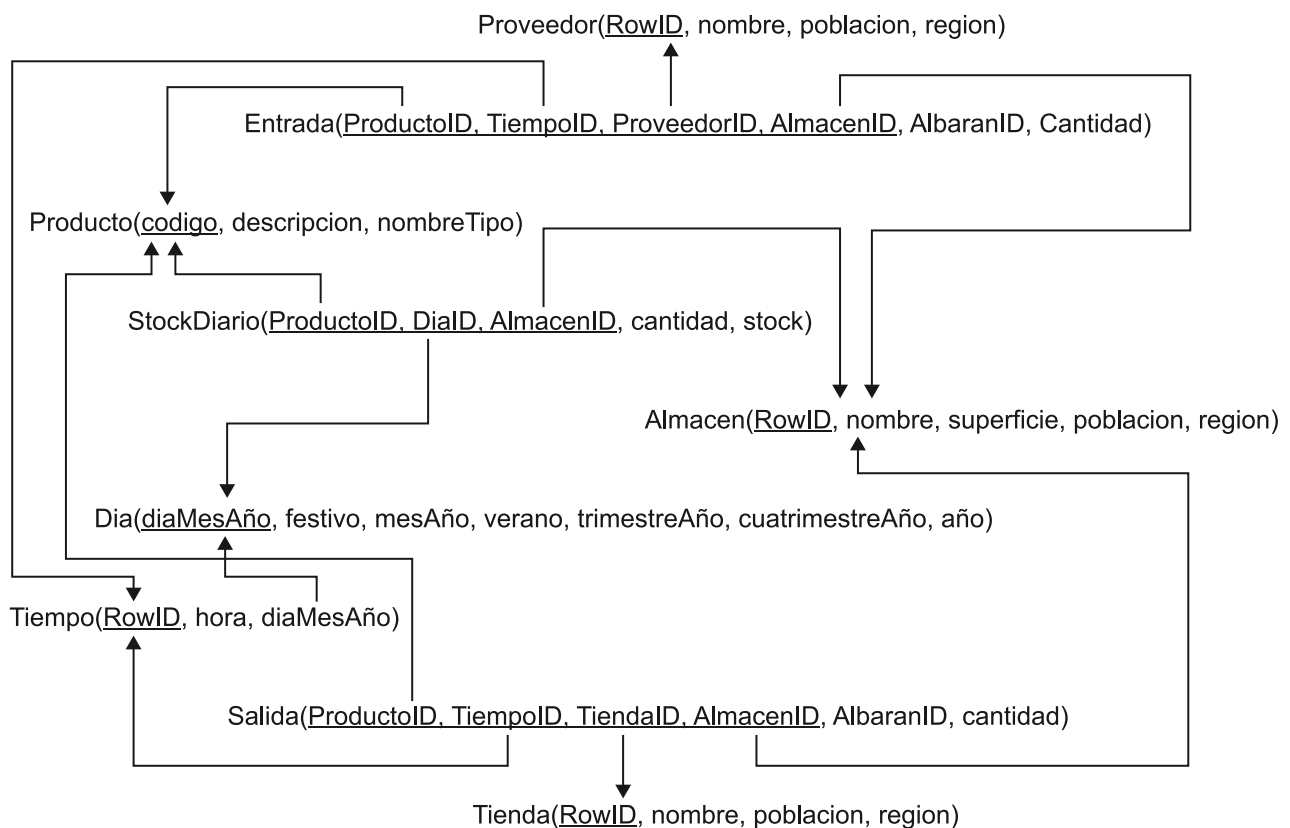 Proveedor(RowID, nombre, poblacion, region)
Entrada(ProductoID, TiempoID, ProveedorID, AlmacenID, AlbaranID, Cantidad)
Producto(codigo, descripcion, nombreTipo)
StockDiario(ProductoID, DiaID, AlmacenID, cantidad, stock)
Almacen(RowID, nombre, superficie, poblacion, region)
Dia(diaMesAño, festivo, mesAño, verano, trimestreAño, cuatrimestreAño, año)
Tiempo(RowID, hora, diaMesAño)
Salida(ProductoID, TiempoID, TiendaID, AlmacenID, AlbaranID, cantidad)
Tienda(RowID, nombre, poblacion, region)